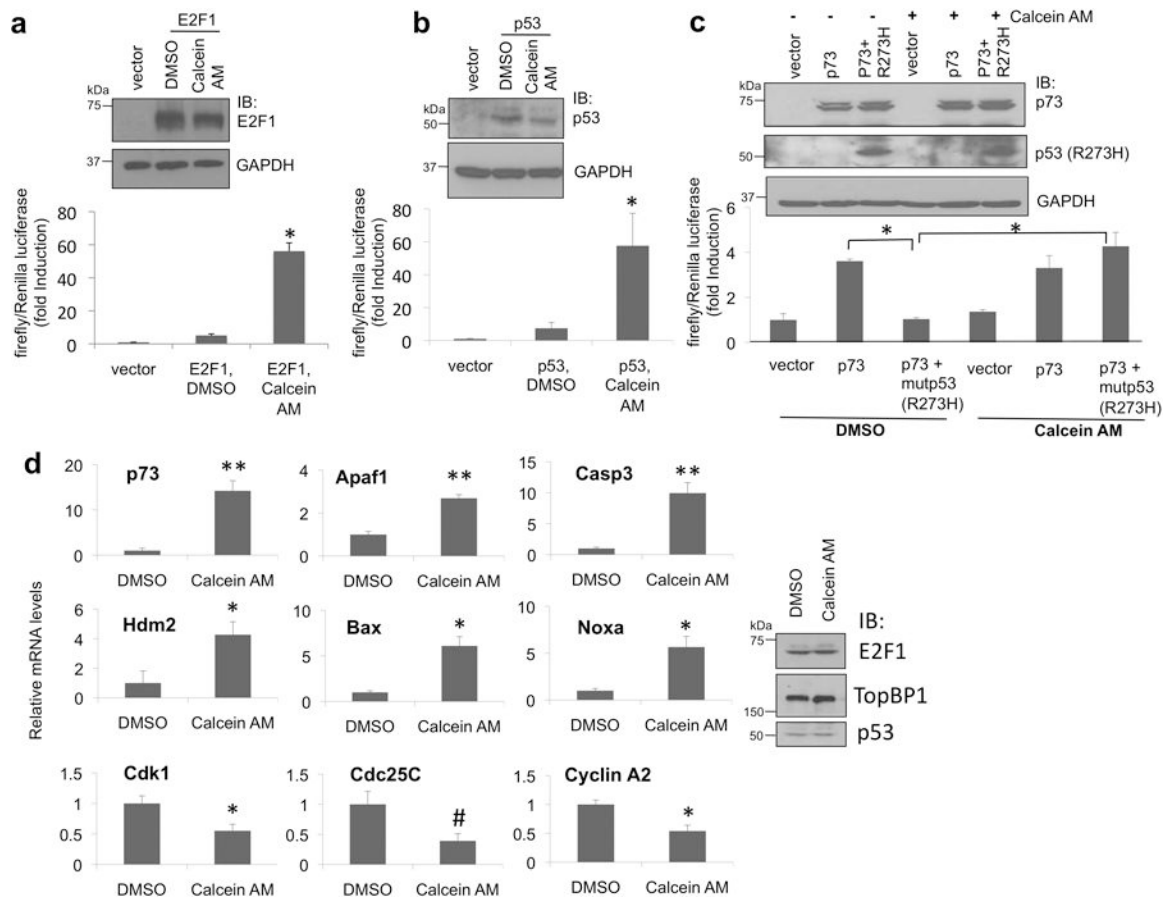 a
E2F1
vector
DMSO
Calcein
AM
kDa
75
IB:
E2F1
37
GAPDH
firefly/Renilla luciferase
(fold Induction)
80
60
40
20
0
*
vector
E2F1,
DMSO
E2F1,
Calcein
AM
b
p53
vector
DMSO
Calcein
AM
kDa
50
IB:
p53
37
GAPDH
firefly/Renilla luciferase
(fold Induction)
80
60
40
20
0
*
vector
p53,
DMSO
p53,
Calcein
AM
c
- - - + + + Calcein AM
vector
p73
P73+
R273H
vector
p73
P73+
R273H
kDa
75
IB:
p73
50
p53 (R273H)
37
GAPDH
firefly/Renilla luciferase
(fold Induction)
6
4
2
0
* *
vector
p73
p73 +
mutp53
(R273H)
vector
p73
p73 +
mutp53
(R273H)
DMSO
Calcein AM
d
Relative mRNA levels
p73
20
15
10
5
0
**
DMSO Calcein AM
Apaf1
4
2
0
**
DMSO Calcein AM
Casp3
15
10
5
0
**
DMSO Calcein AM
Hdm2
6
4
2
0
*
DMSO Calcein AM
Bax
10
5
0
*
DMSO Calcein AM
Noxa
10
5
0
*
DMSO Calcein AM
Cdk1
1.5
1
0.5
0
*
DMSO Calcein AM
Cdc25C
1.5
1
0.5
0
#
DMSO Calcein AM
Cyclin A2
1.5
1
0.5
0
*
DMSO Calcein AM
DMSO
Calcein AM
kDa
75
IB:
E2F1
TopBP1
150
50
p53